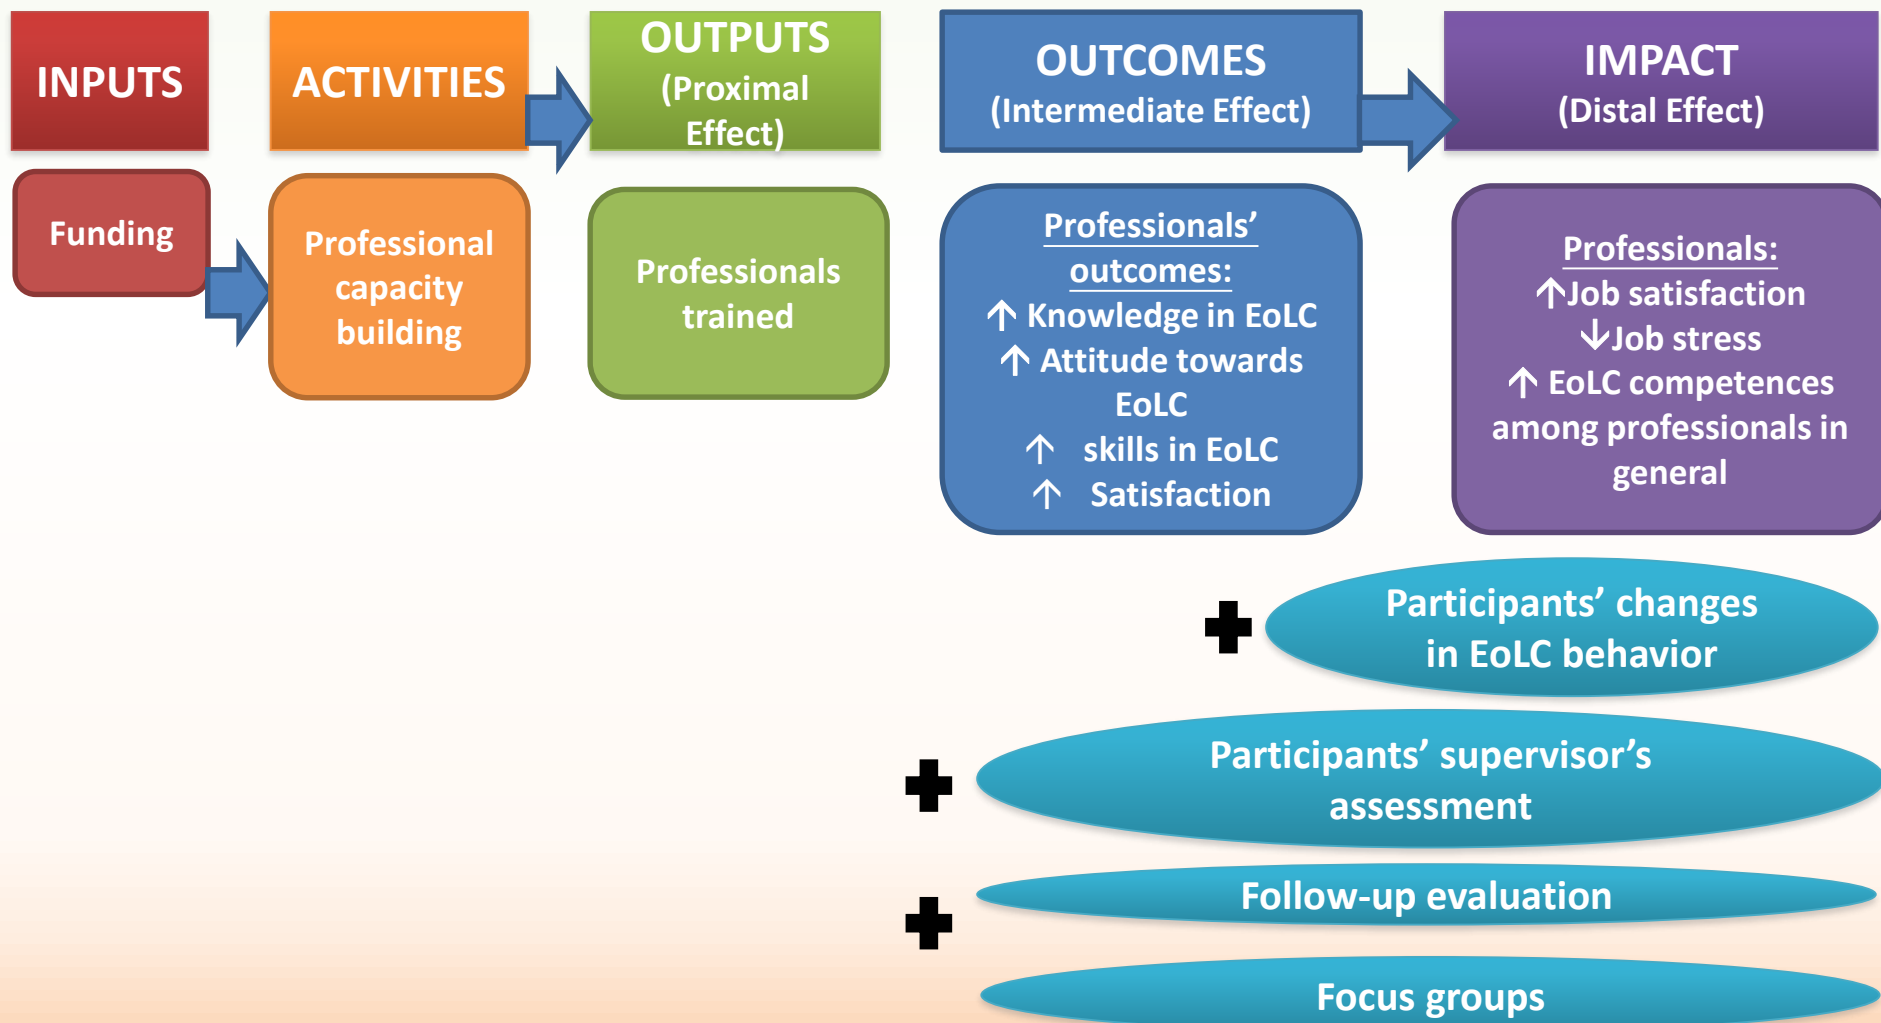 INPUTS
ACTIVITIES
OUTPUTS
(Proximal
Effect)
OUTCOMES
(Intermediate Effect)
IMPACT
(Distal Effect)
Funding
Professional
capacity
building
Professionals
trained
Professionals’
outcomes:
↑ Knowledge in EoLC
↑ Attitude towards
EoLC
↑ skills in EoLC
↑ Satisfaction
Professionals:
↑Job satisfaction
↓Job stress
↑ EoLC competences
among professionals in
general
Participants’ changes
in EoLC behavior
Participants’ supervisor’s
assessment
Follow-up evaluation
Focus groups